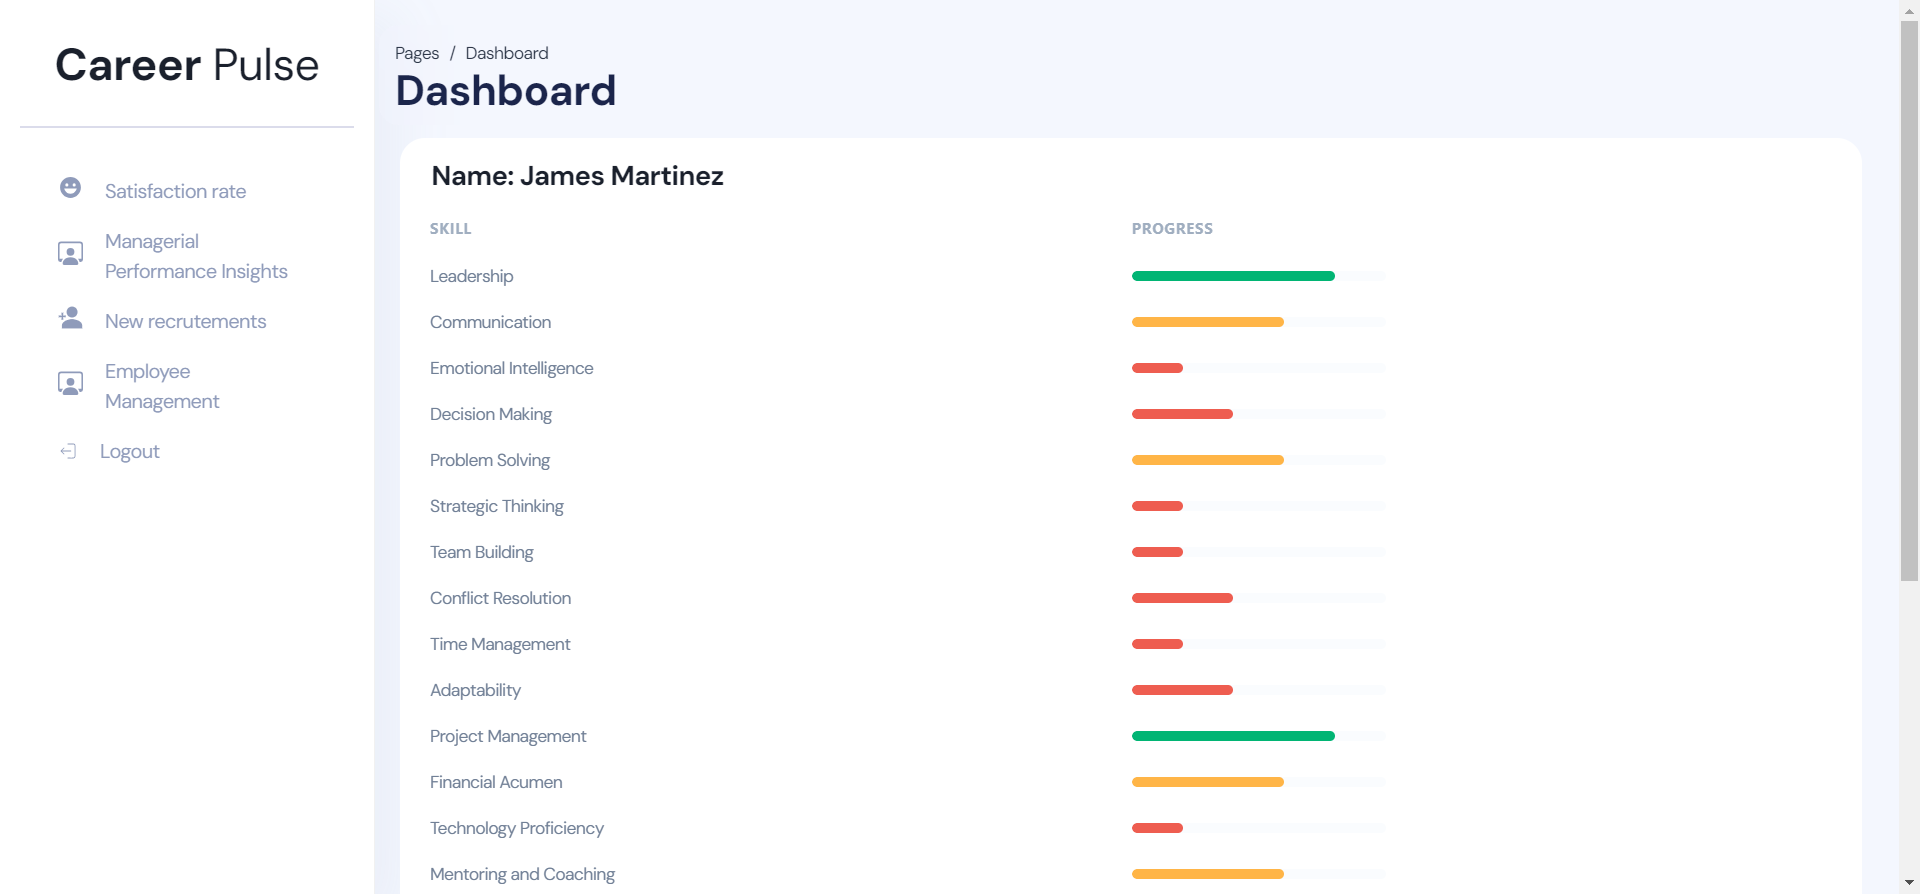 Career Pulse
Satisfaction rate
Managerial
Performance Insights
New recrutements
Employee
Management
Logout
Pages / Dashboard
Dashboard
Name: James Martinez
SKILL PROGRESS
Leadership
Communication
Emotional Intelligence
Decision Making
Problem Solving
Strategic Thinking
Team Building
Conflict Resolution
Time Management
Adaptability
Project Management
Financial Acumen
Technology Proficiency
Mentoring and Coaching